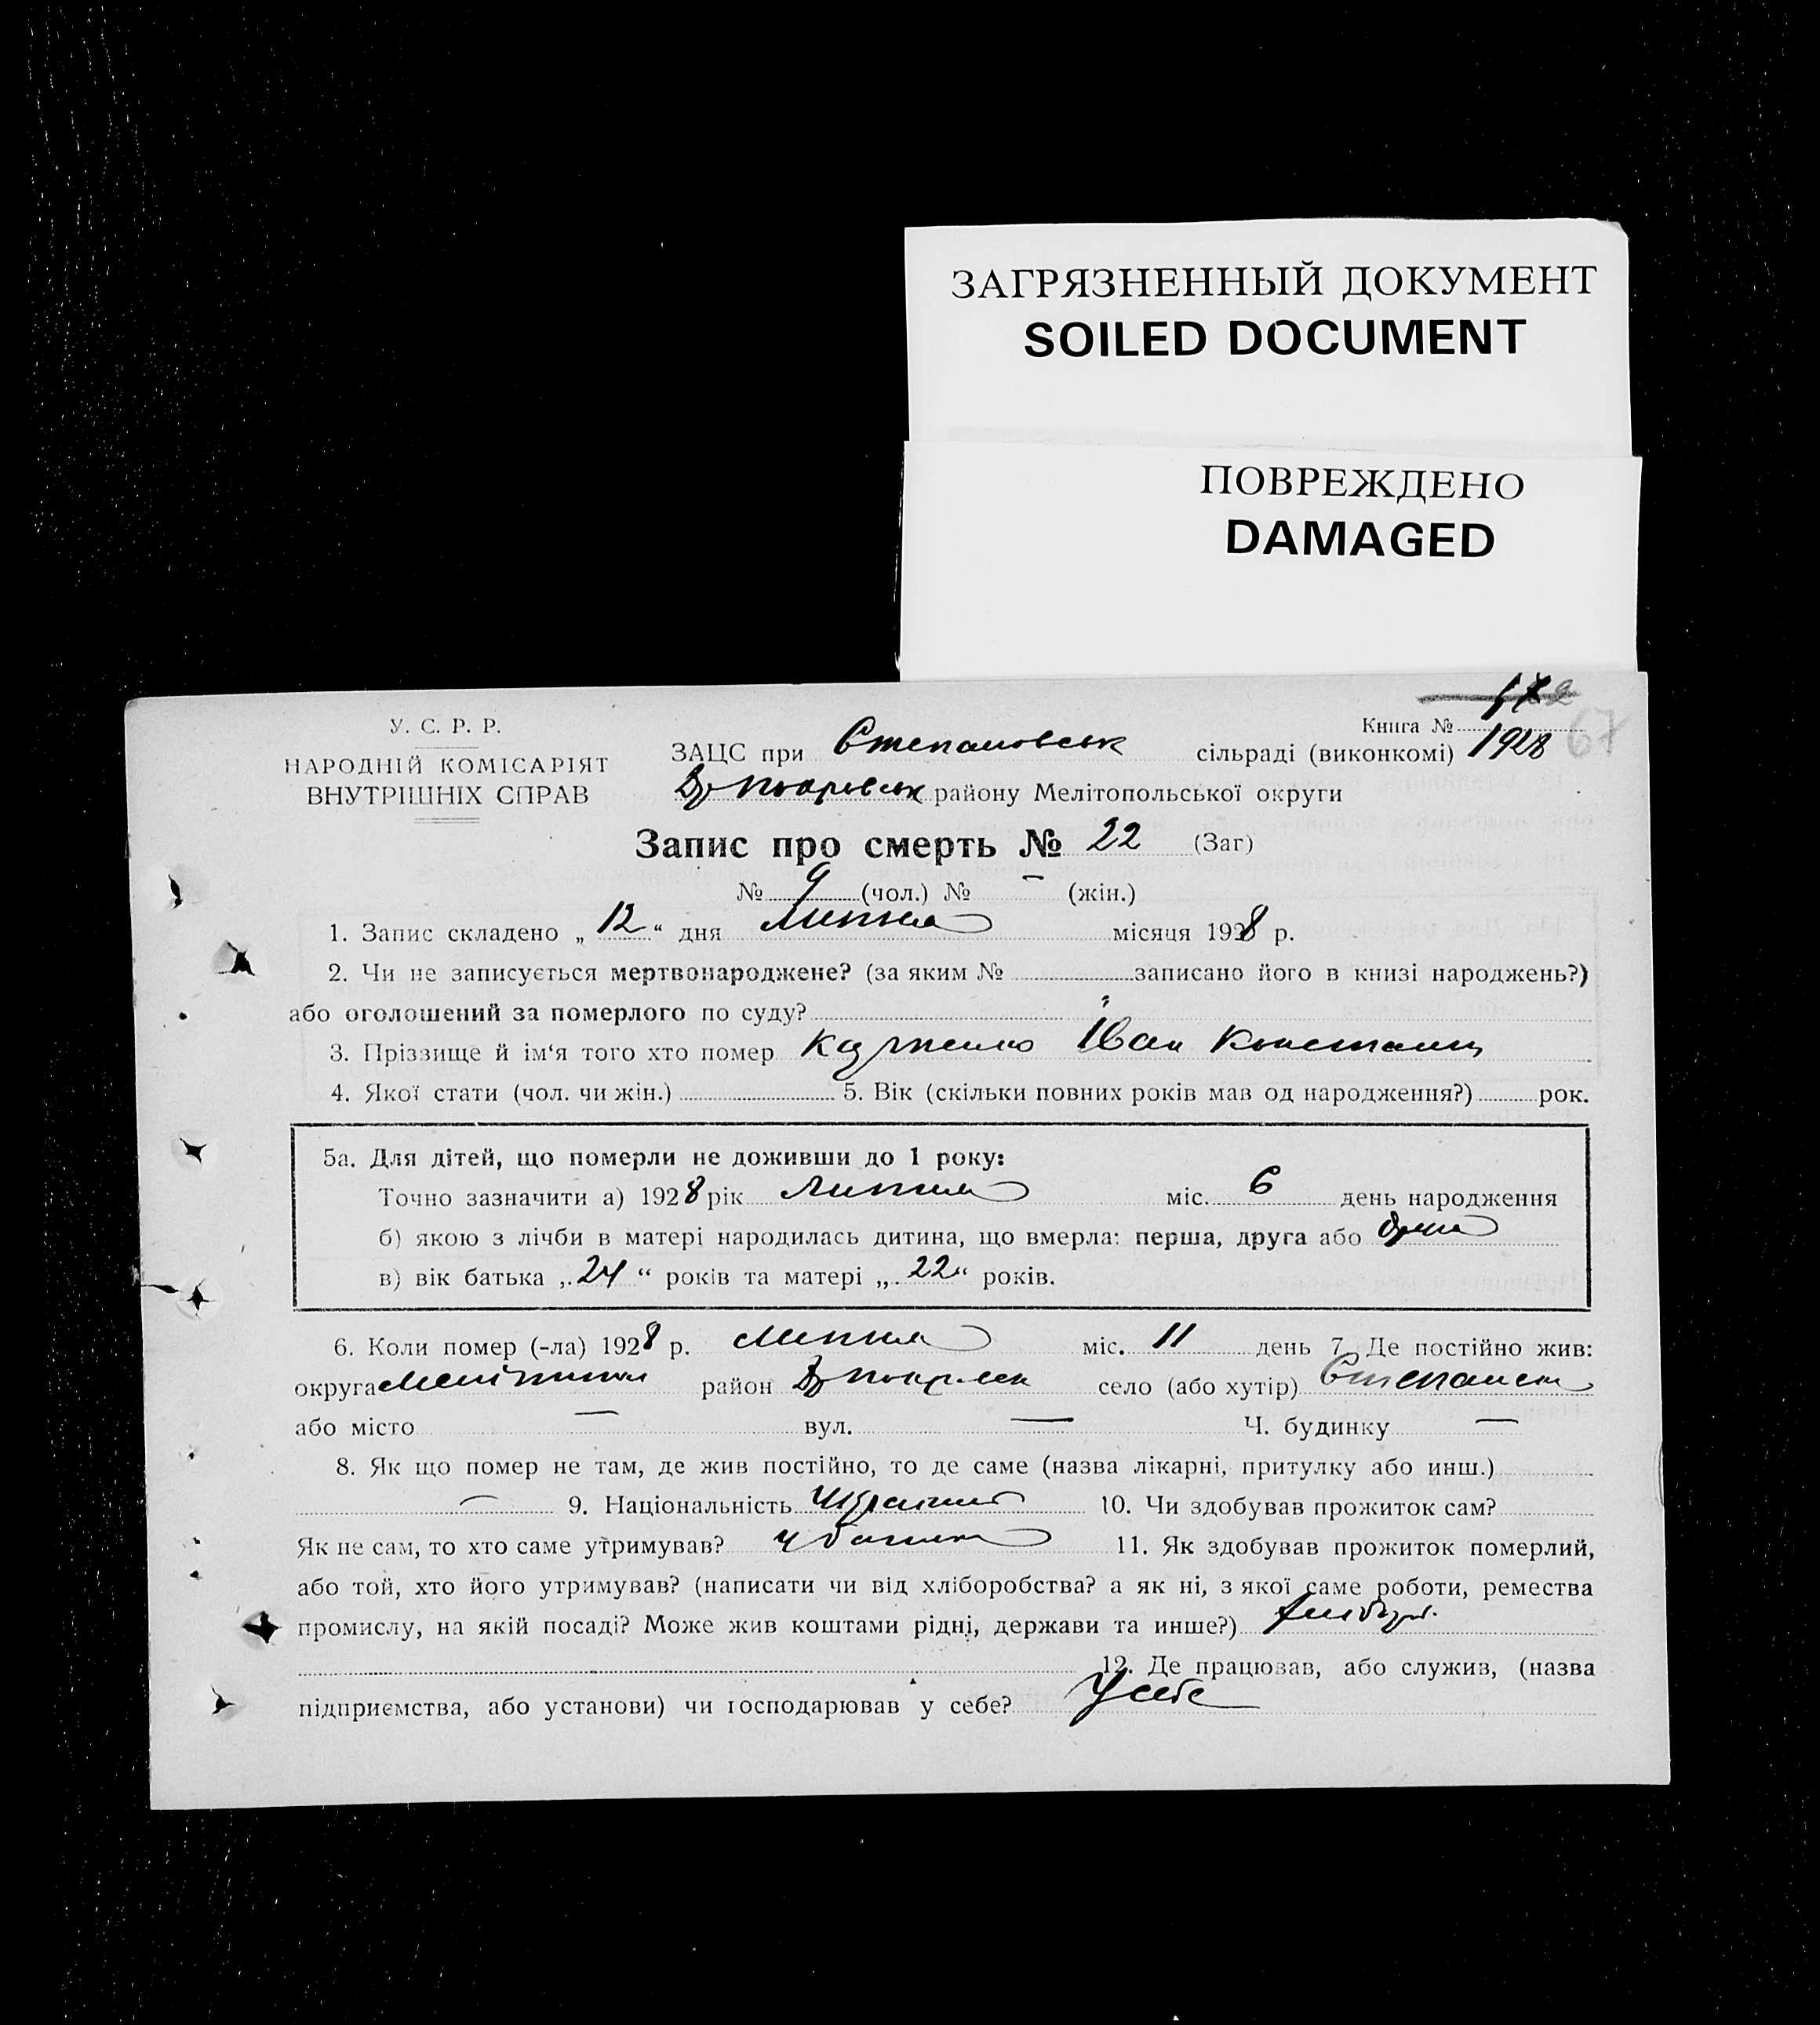 ЗАГРЯЗНЕННЫЙ ДОКУМЕНТ
SOILED DOCUMENT
ПОВРЕЖДЕНО
DAMAGED
67
У. С. Р. Р.
НАРОДНІЙ КОМІСАРІЯТ
ВНУТРІШНІХ СПРАВ
Книга №
ЗАЦС при Степановськ сільраді (виконкомі) 1928
району Мелітопольської округи
Запис про смерть № 22 (Заг)
№ 9 (чол.) № – (жін.)
1. Запис складено „12“ дня Липня місяця 1928 р.
2. Чи не записується мертвонароджене? (за яким № записано його в книзі народжень?)
або оголошений за померлого по суду?
3. Прізвище й ім‘я того хто помер Іван Констант
4. Якої стати (чол. чи жін.) 5. Вік (скільки повних років мав од народження?) рок.
5а. Для дітей, що померли не доживши до 1 року:
Точно зазначити а) 1928 рік Липня міс. 6 день народження
б) якою з лічби в матері народилась дитина, що вмерла: перша, друга або
в) вік батька „24“ років та матері „22“ років.
6. Коли помер (-ла) 1928 р. Липня міс. 11 день 7. Де постійно жив:
округа район село (або хутір)
або місто — вул. — Ч. будинку —
8. Як що помер не там, де жив постійно, то де саме (назва лікарні, притулку або инш.)
— 9. Національність 10. Чи здобував прожиток сам?
Як не сам, то хто саме утримував? 11. Як здобував прожиток померлий,
або той, хто його утримував? (написати чи від хліборобства? а як ні, з якої саме роботи, ремества
промислу, на якій посаді? Може жив коштами рідні, держави та инше?)
12. Де працював, або служив, (назва
підприємства, або установи) чи господарював у себе? У себе